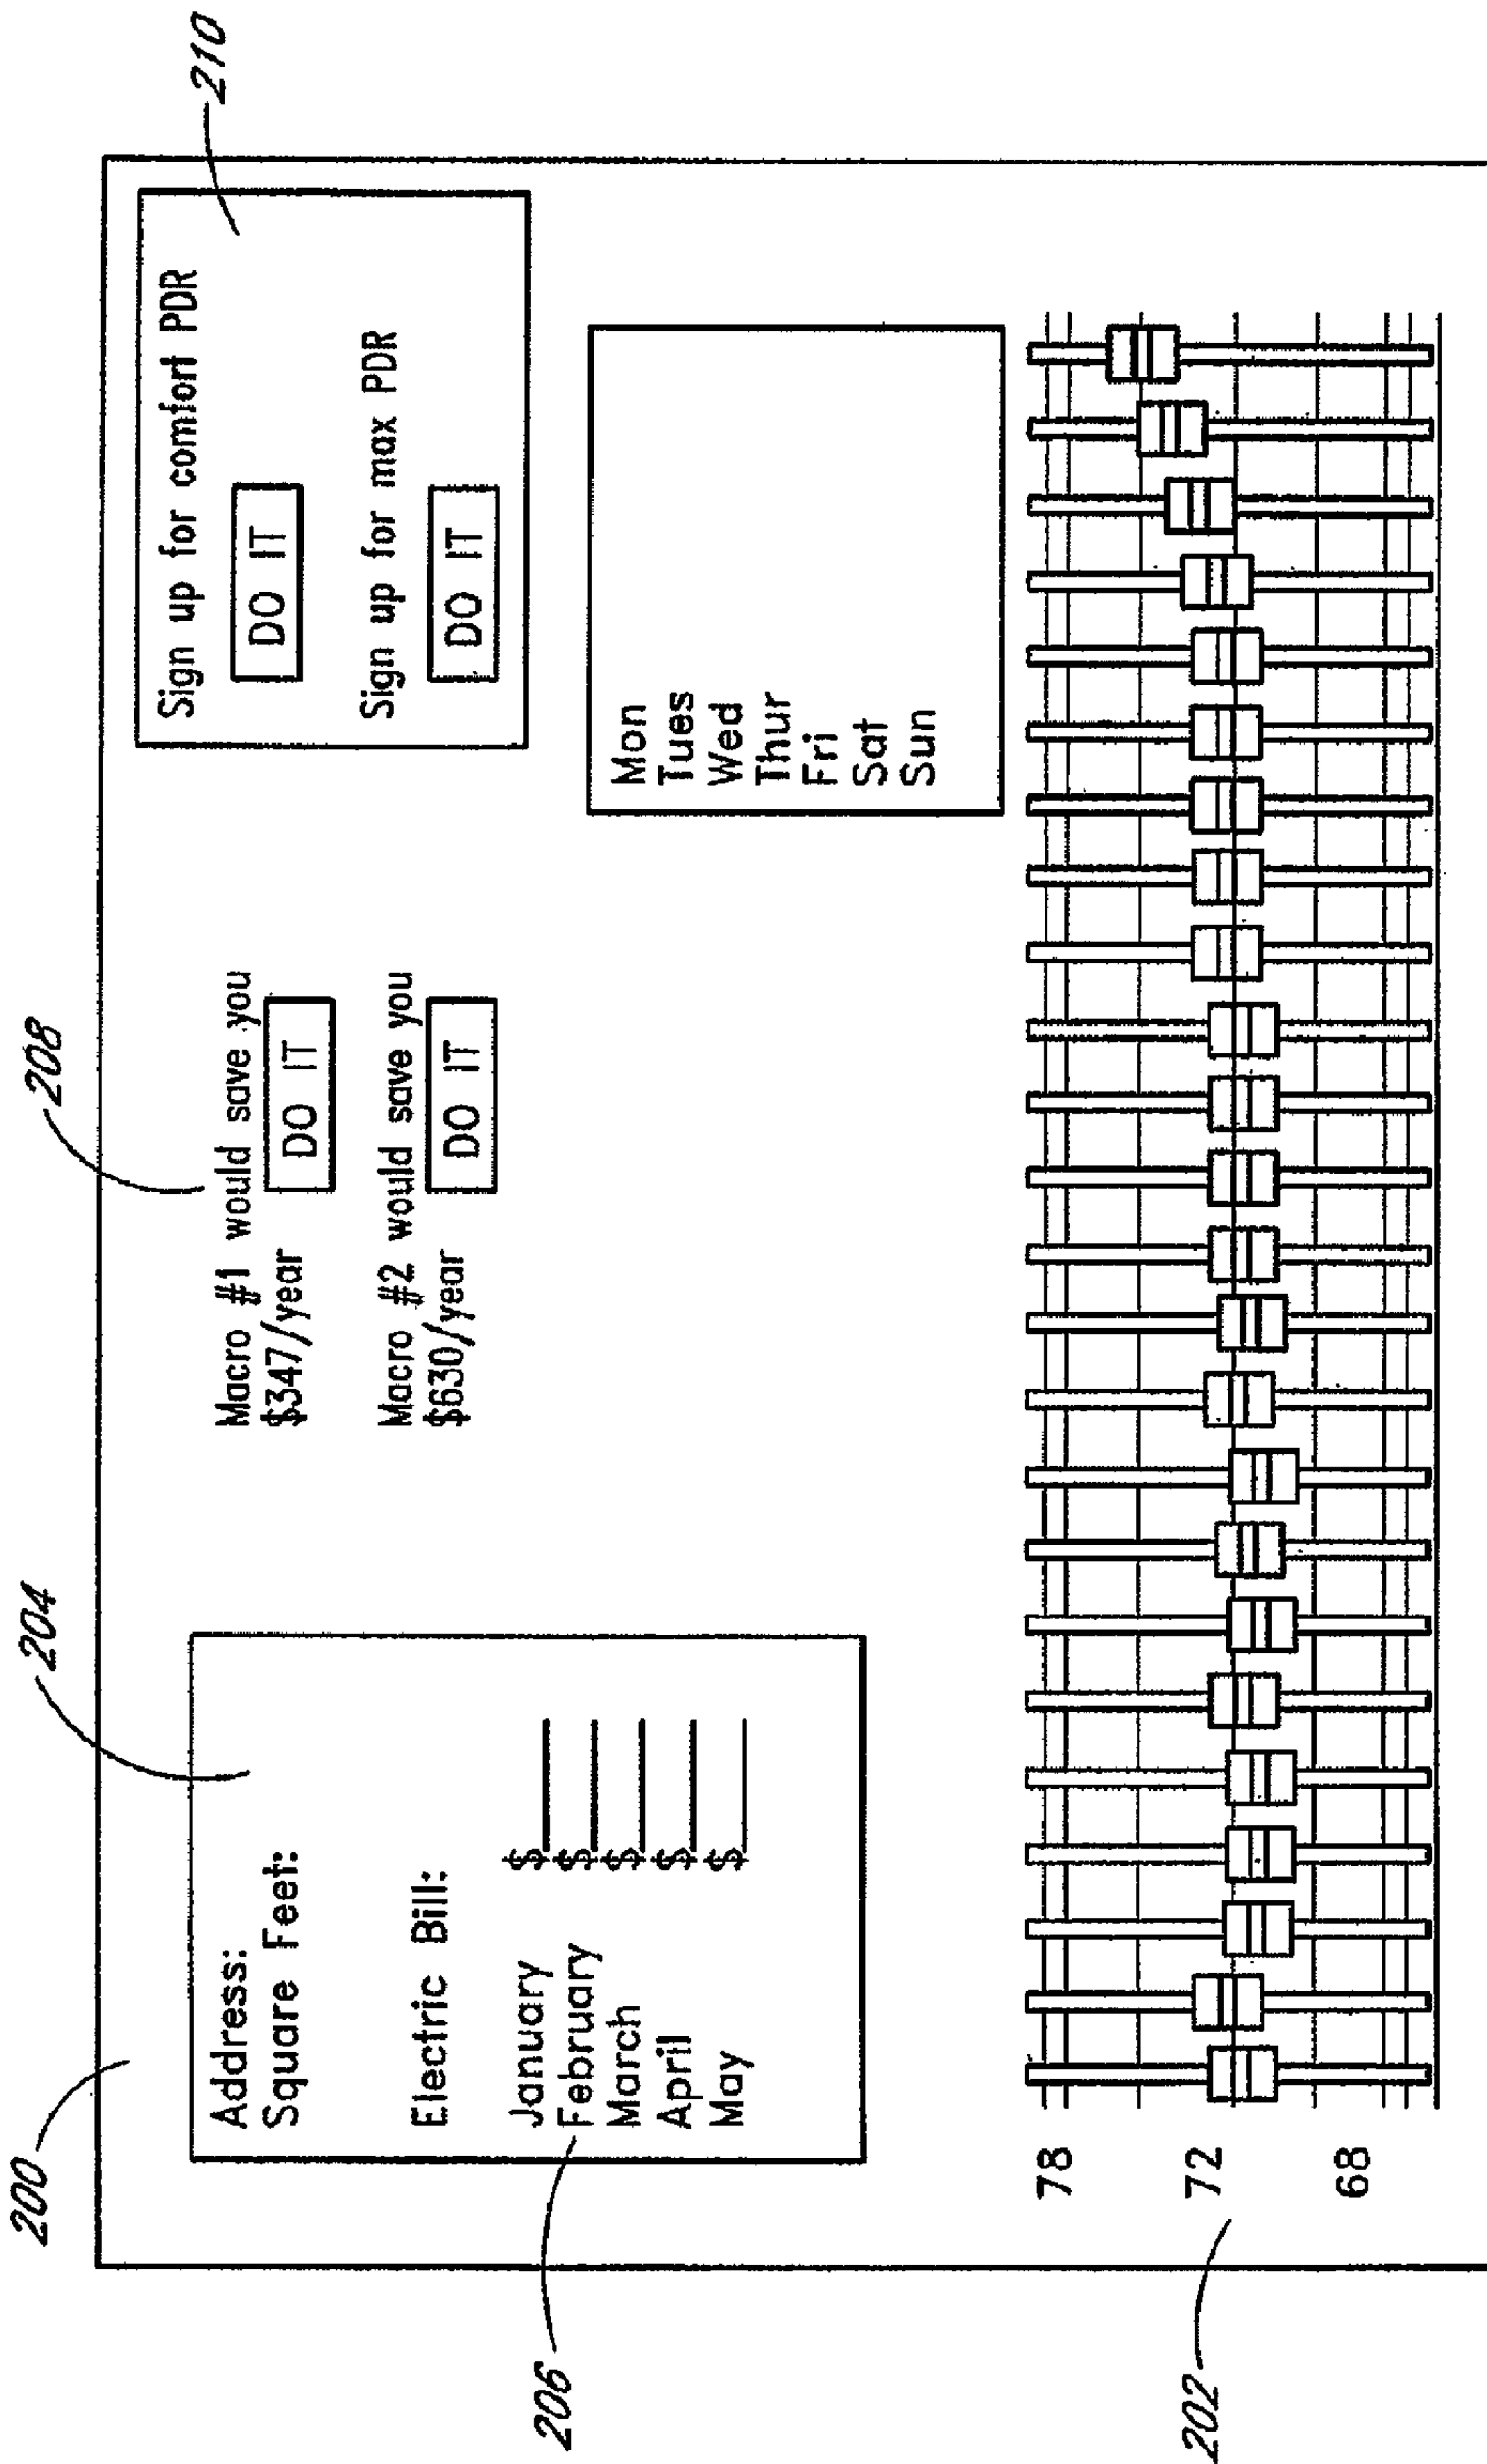 200
204
208
210
Address:
Square Feet:
Electric Bill:
January $
February $
March $
April $
May $
206
Macro #1 would save you
$347/year
DO IT
Macro #2 would save you
$630/year
DO IT
Sign up for comfort PDR
DO IT
Sign up for max PDR
DO IT
Mon
Tues
Wed
Thur
Fri
Sat
Sun
78
72
68
202